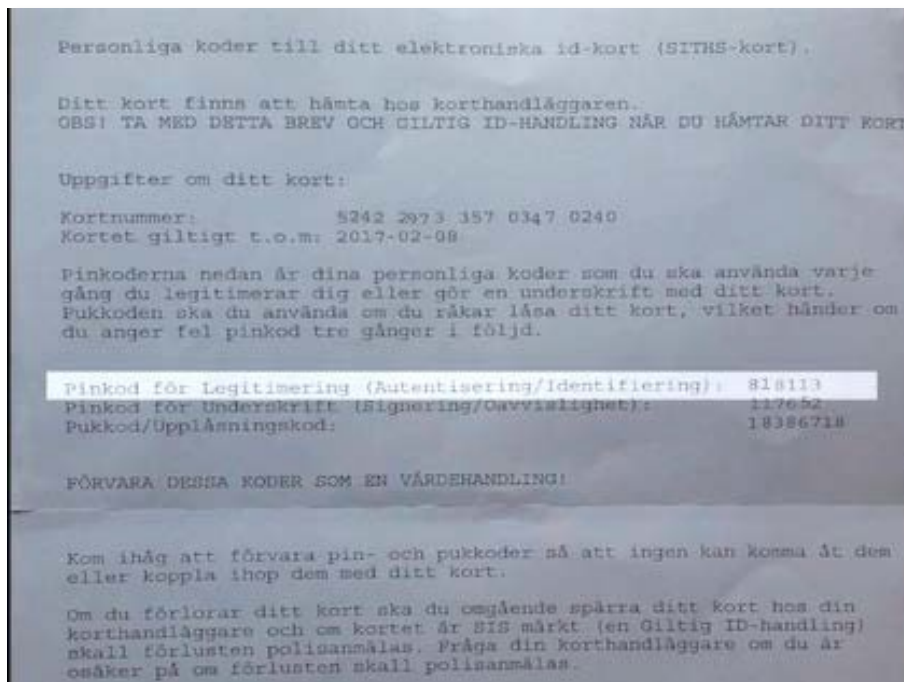 Personliga koder till ditt elektroniska id-kort (SITHS-kort).
Ditt kort finns att hämta hos korthandläggaren.
OBS! TA MED DETTA BREV OCH GILTIG ID-HANDLING NÄR DU HÄMTAR DITT KORT
Uppgifter om ditt kort:
Kortnummer: 5242 2973 357 0347 0240
Kortet giltigt t.o.m: 2017-02-08
Pinkoderna nedan är dina personliga koder som du ska använda varje
gång du legitimerar dig eller gör en underskrift med ditt kort.
Pukkoden ska du använda om du råkar låsa ditt kort, vilket händer om
du anger fel pinkod tre gånger i följd.
Pinkod för Legitimering (Autentisering/Identifiering): 818113
Pinkod för Underskrift (Signering/Oavvislighet): 117652
Pukkod/Upplåsningskod: 18386718
FÖRVARA DESSA KODER SOM EN VÄRDEHANDLING!
Kom ihåg att förvara pin- och pukkoder så att ingen kan komma åt dem
eller koppla ihop dem med ditt kort.
Om du förlorar ditt kort ska du omgående spärra ditt kort hos din
korthandläggare och om kortet är SIS märkt (en Giltig ID-handling)
skall förlusten polisanmälas. Fråga din korthandläggare om du är
osäker på om förlusten skall polisanmälas.